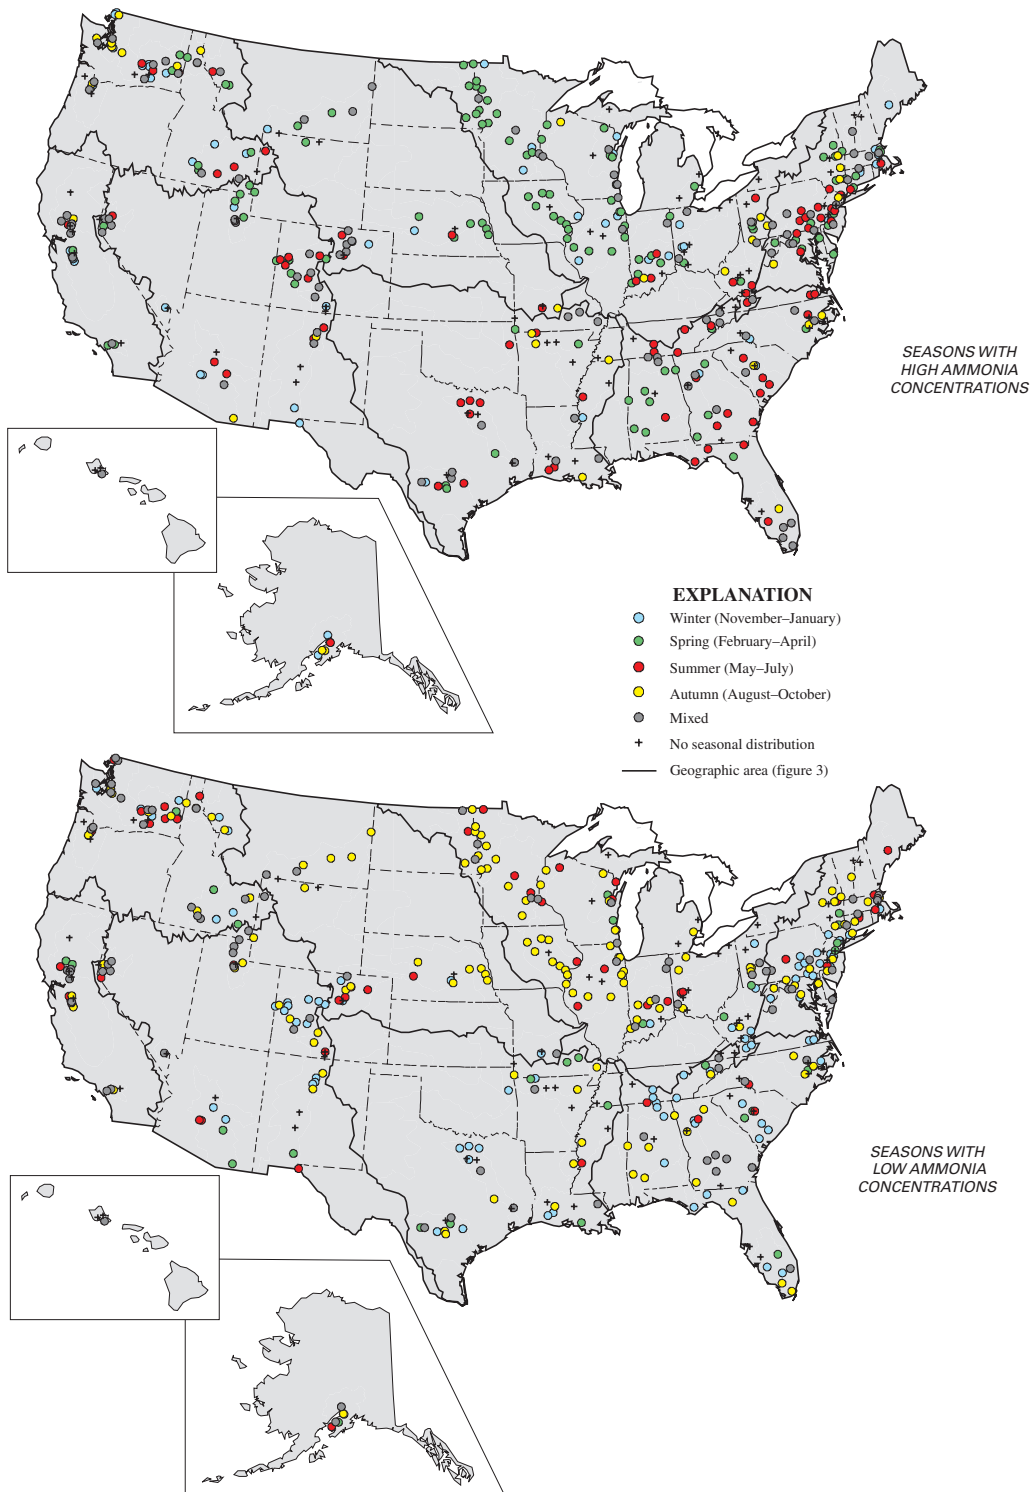 SEASONS WITH
HIGH AMMONIA
CONCENTRATIONS
EXPLANATION
Winter (November–January)
Spring (February–April)
Summer (May–July)
Autumn (August–October)
Mixed
No seasonal distribution
Geographic area (figure 3)
SEASONS WITH
LOW AMMONIA
CONCENTRATIONS